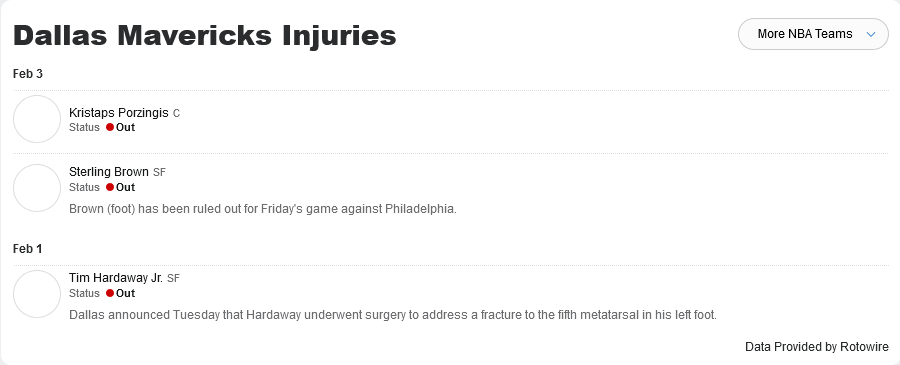 Dallas Mavericks Injuries
More NBA Teams
Feb 3
Kristaps Porzingis C
Status Out
Sterling Brown SF
Status Out
Brown (foot) has been ruled out for Friday's game against Philadelphia.
Feb 1
Tim Hardaway Jr. SF
Status Out
Dallas announced Tuesday that Hardaway underwent surgery to address a fracture to the fifth metatarsal in his left foot.
Data Provided by Rotowire